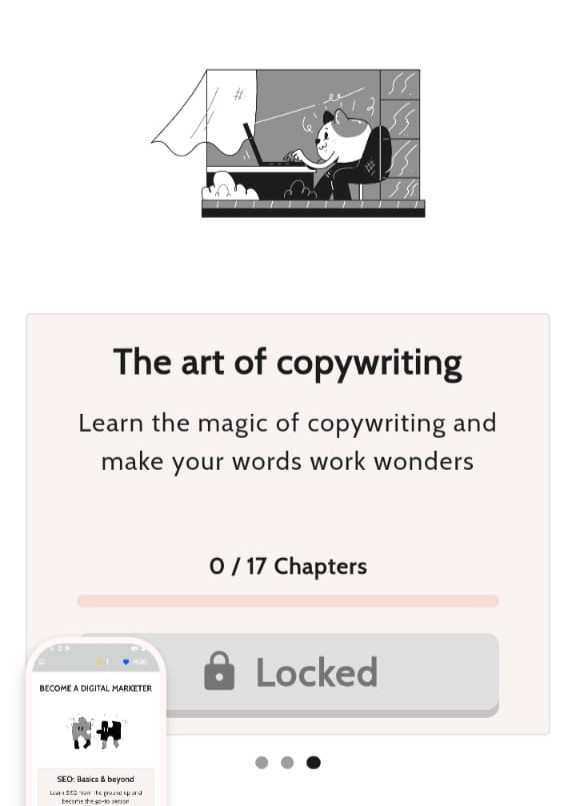 The art of copywriting
Learn the magic of copywriting and
make your words work wonders
0 / 17 Chapters
Locked
BECOME A DIGITAL MARKETER
SEO: Basics & beyond
Learn SEO from the ground up and
become the go-to person